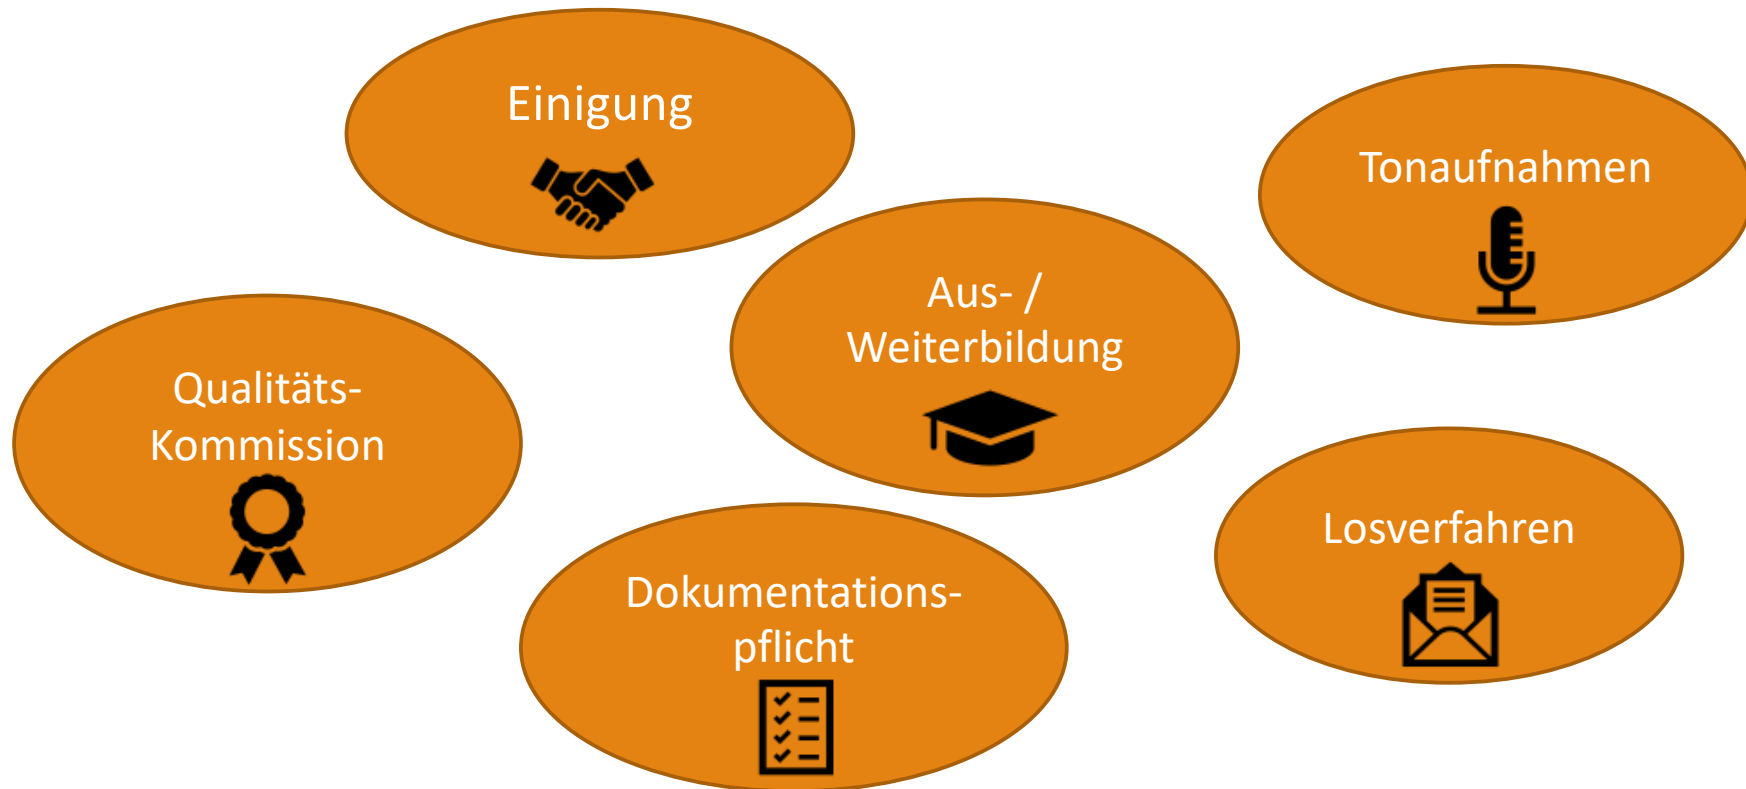 Einigung
Tonaufnahmen
Aus- /
Weiterbildung
Qualitäts-
Kommission
Losverfahren
Dokumentations-
pflicht